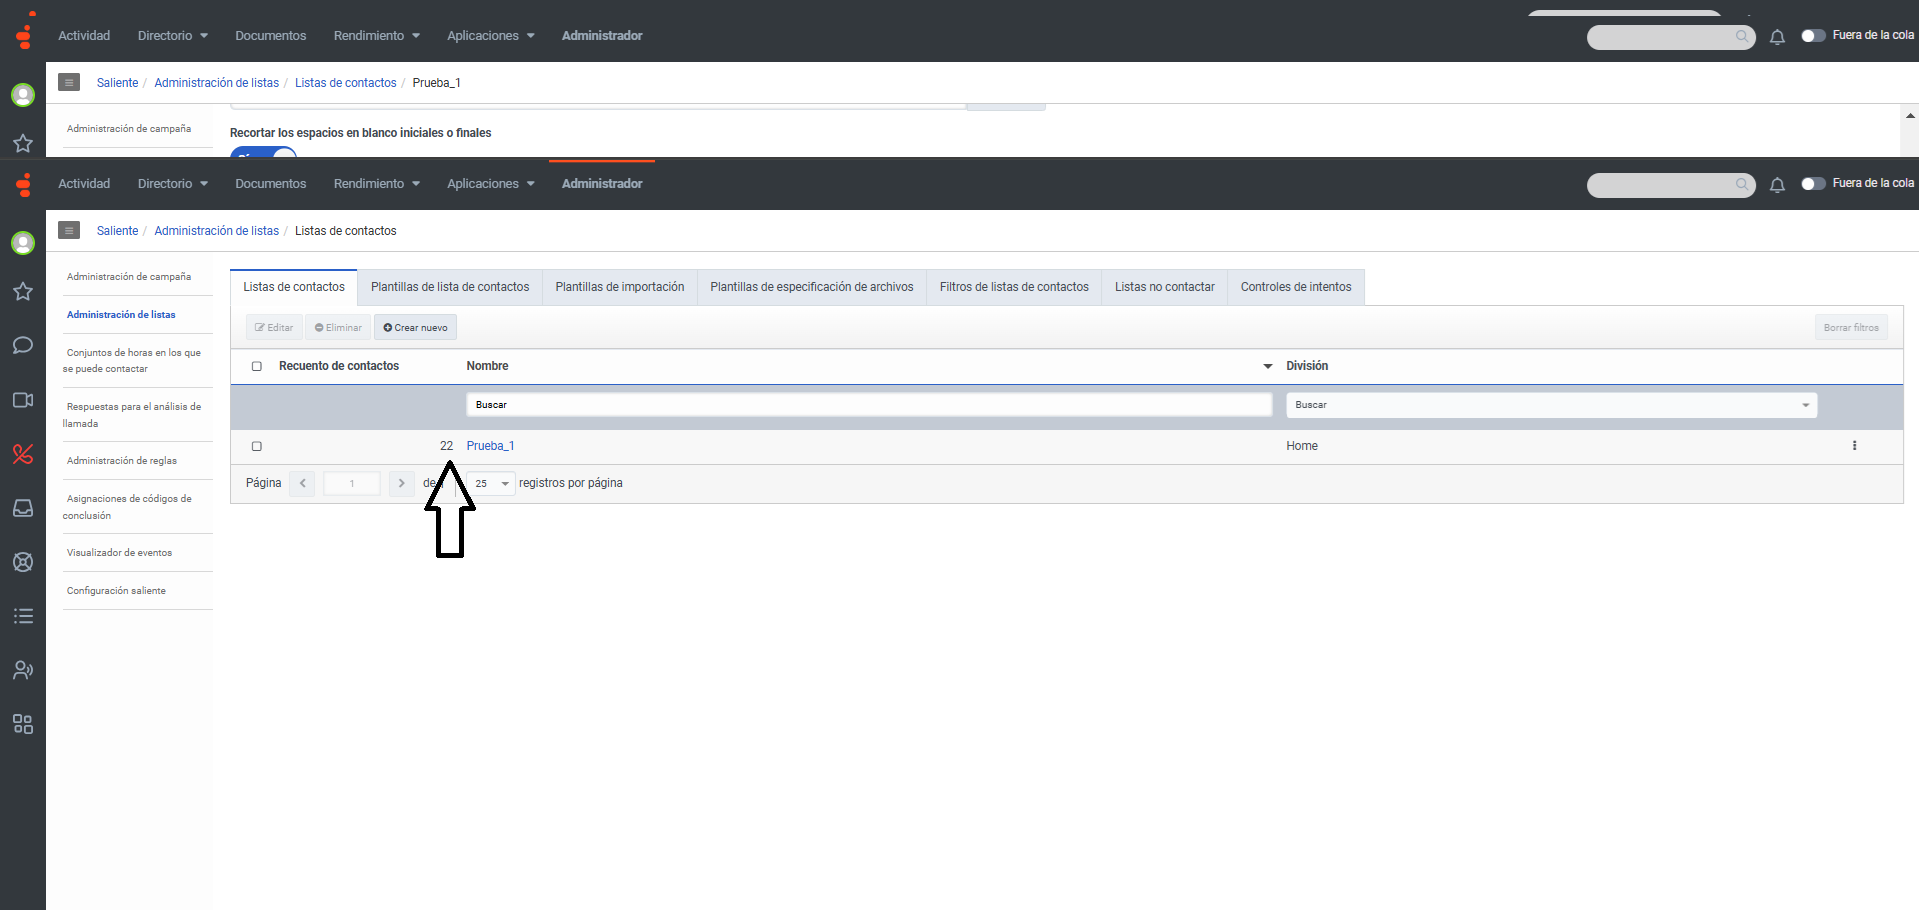 Actividad Directorio Documentos Rendimiento Aplicaciones Administrador Fuera de la cola
Saliente / Administración de listas / Listas de contactos / Prueba_1
Administración de campaña
Recortar los espacios en blanco iniciales o finales
Actividad Directorio Documentos Rendimiento Aplicaciones Administrador Fuera de la cola
Saliente / Administración de listas / Listas de contactos
Administración de campaña
Administración de listas
Conjuntos de horas en los que
se puede contactar
Respuestas para el análisis de
llamada
Administración de reglas
Asignaciones de códigos de
conclusión
Visualizador de eventos
Configuración saliente
Listas de contactos Plantillas de lista de contactos Plantillas de importación Plantillas de especificación de archivos Filtros de listas de contactos Listas no contactar Controles de intentos
Editar Eliminar Crear nuevo Borrar filtros
Recuento de contactos Nombre División
Buscar Buscar
22 Prueba_1 Home
Página 1 de 25 registros por página